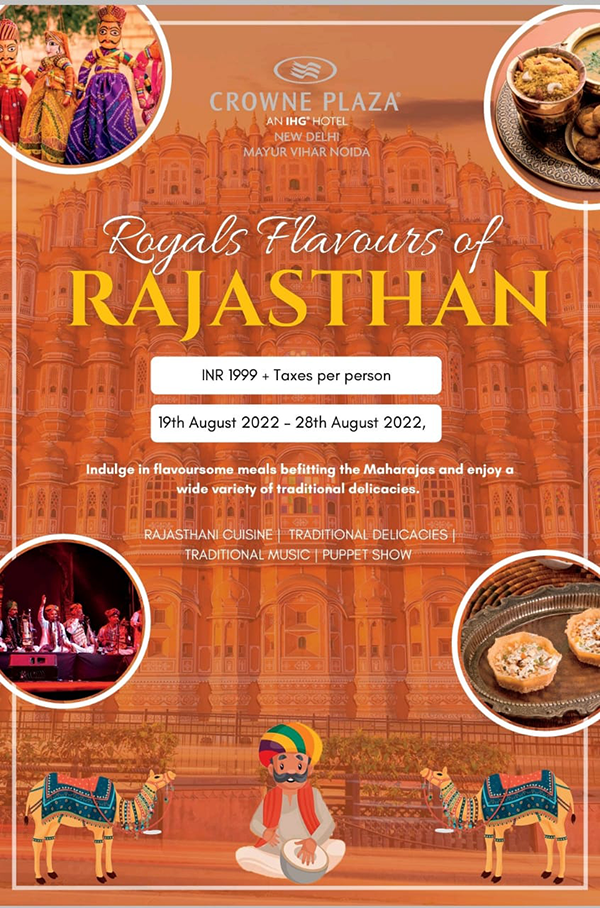 CROWNE PLAZA®
AN IHG® HOTEL
NEW DELHI
MAYUR VIHAR NOIDA
Royals Flavours of
RAJASTHAN
INR 1999 + Taxes per person
19th August 2022 - 28th August 2022,
Indulge in flavoursome meals befitting the Maharajas and enjoy a
wide variety of traditional delicacies.
RAJASTHANI CUISINE | TRADITIONAL DELICACIES |
TRADITIONAL MUSIC | PUPPET SHOW